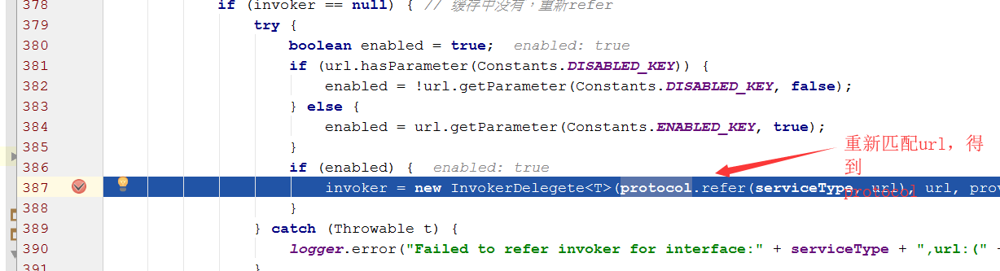 378 if (invoker == null) { // 缓存中没有，重新refer
379 try {
380 boolean enabled = true; enabled: true
381 if (url.hasParameter(Constants.DISABLED_KEY)) {
382 enabled = !url.getParameter(Constants.DISABLED_KEY, false);
383 } else {
384 enabled = url.getParameter(Constants.ENABLED_KEY, true);
385 }
386 if (enabled) { enabled: true
387 invoker = new InvokerDelegete<T>(protocol.refer(serviceType, url), url, prov
388 }
389 } catch (Throwable t) {
390 logger.error("Failed to refer invoker for interface:" + serviceType + ",url:(" +
391 }
重新匹配url，得
到
protocol